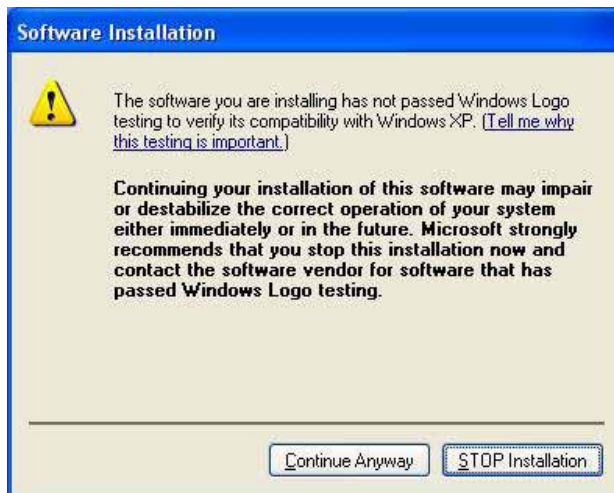 Software Installation
The software you are installing has not passed Windows Logo
testing to verify its compatibility with Windows XP. (Tell me why
this testing is important.)
Continuing your installation of this software may impair
or destabilize the correct operation of your system
either immediately or in the future. Microsoft strongly
recommends that you stop this installation now and
contact the software vendor for software that has
passed Windows Logo testing.
Continue Anyway
STOP Installation